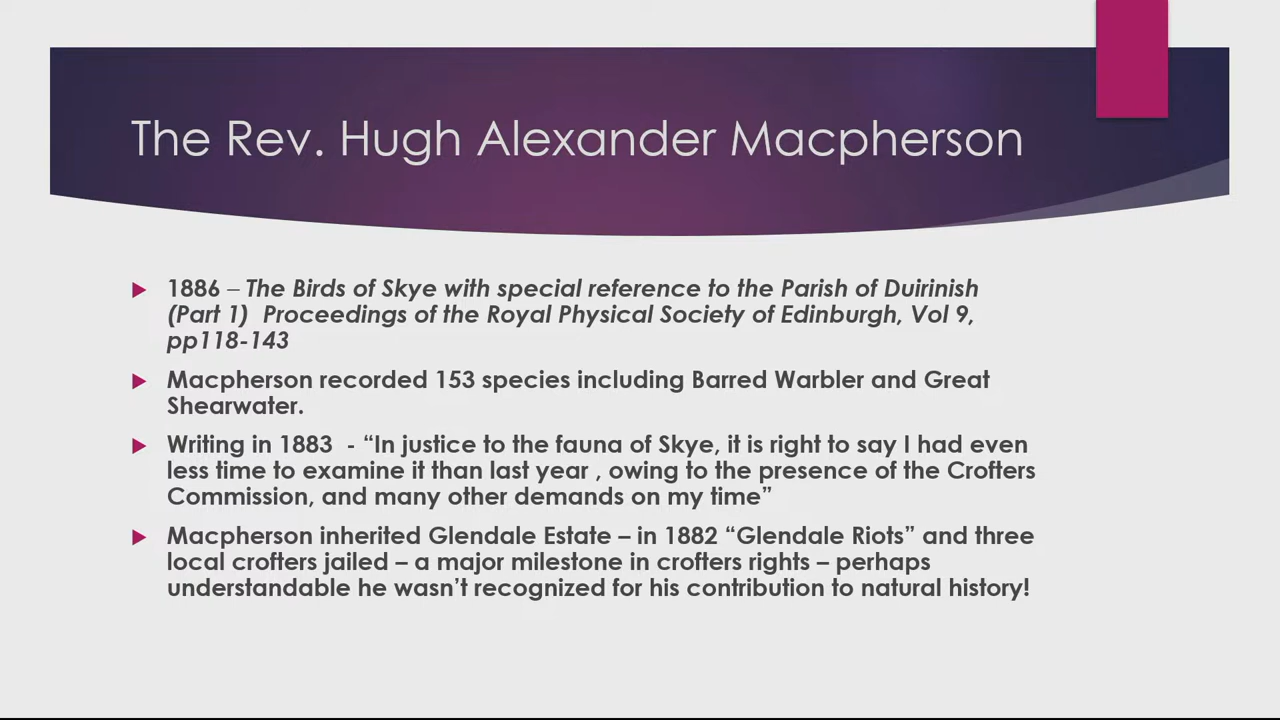 The Rev. Hugh Alexander Macpherson
1886 – The Birds of Skye with special reference to the Parish of Duirinish
(Part 1)  Proceedings of the Royal Physical Society of Edinburgh, Vol 9,
pp118-143
Macpherson recorded 153 species including Barred Warbler and Great
Shearwater.
Writing in 1883  - “In justice to the fauna of Skye, it is right to say I had even
less time to examine it than last year , owing to the presence of the Crofters
Commission, and many other demands on my time”
Macpherson inherited Glendale Estate – in 1882 “Glendale Riots” and three
local crofters jailed – a major milestone in crofters rights – perhaps
understandable he wasn’t recognized for his contribution to natural history!